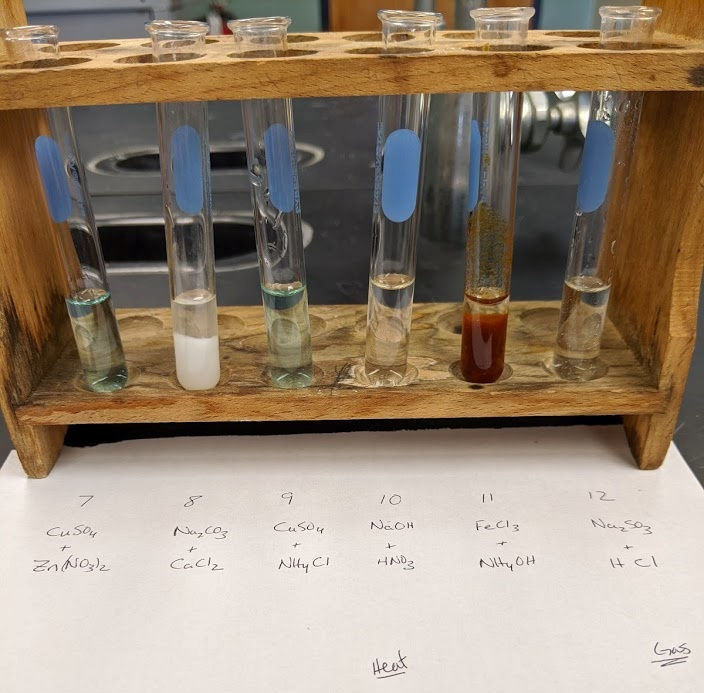 7 8 9 10 11 12
CuSO4 Na2CO3 CuSO4 NaOH FeCl3 Na2SO3
+ + + + + +
Zn(NO3)2 CaCl2 NH4Cl HNO3 NH4OH HCl
Heat Gas